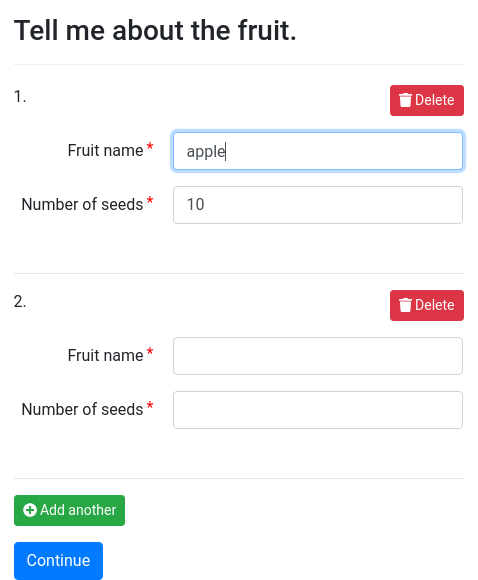 Tell me about the fruit.
1.
Delete
Fruit name *
apple
Number of seeds *
10
2.
Delete
Fruit name *
Number of seeds *
Add another
Continue